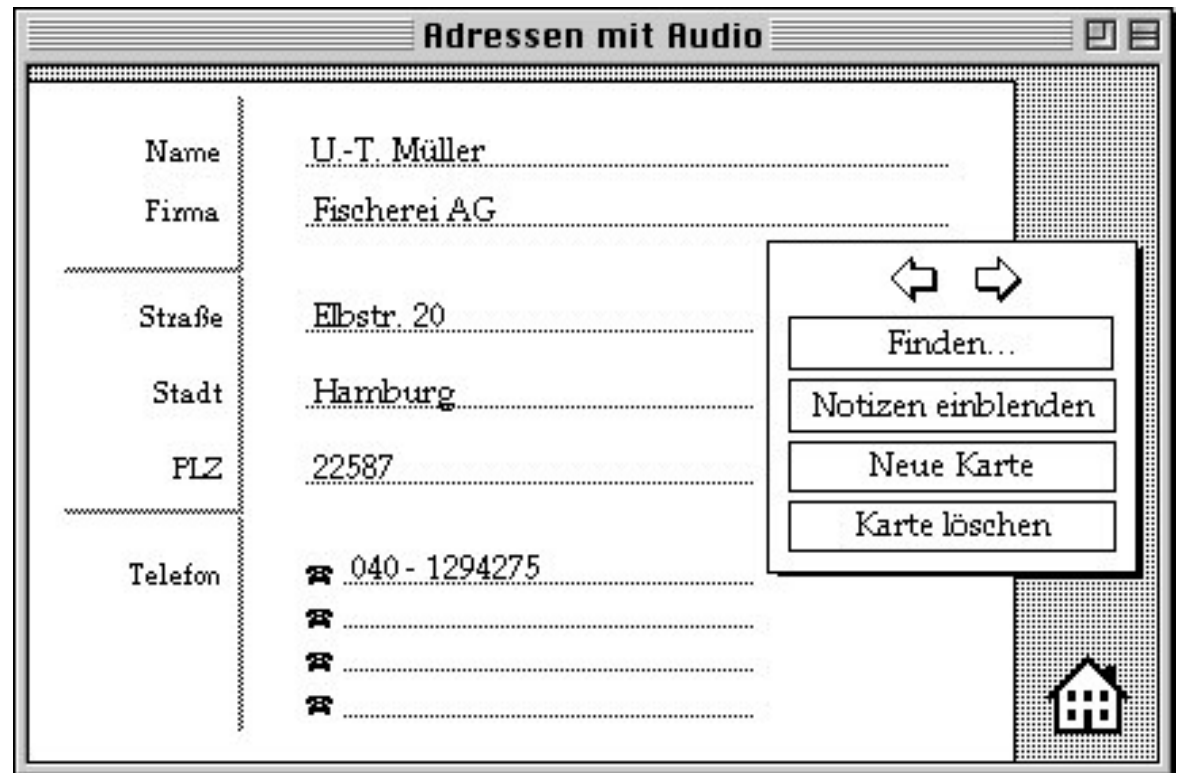 Adressen mit Audio
Name U.-T. Müller
Firma Fischerei AG
Straße Elbstr. 20
Stadt Hamburg
PLZ 22587
Telefon 040 - 1294275
Finden...
Notizen einblenden
Neue Karte
Karte löschen